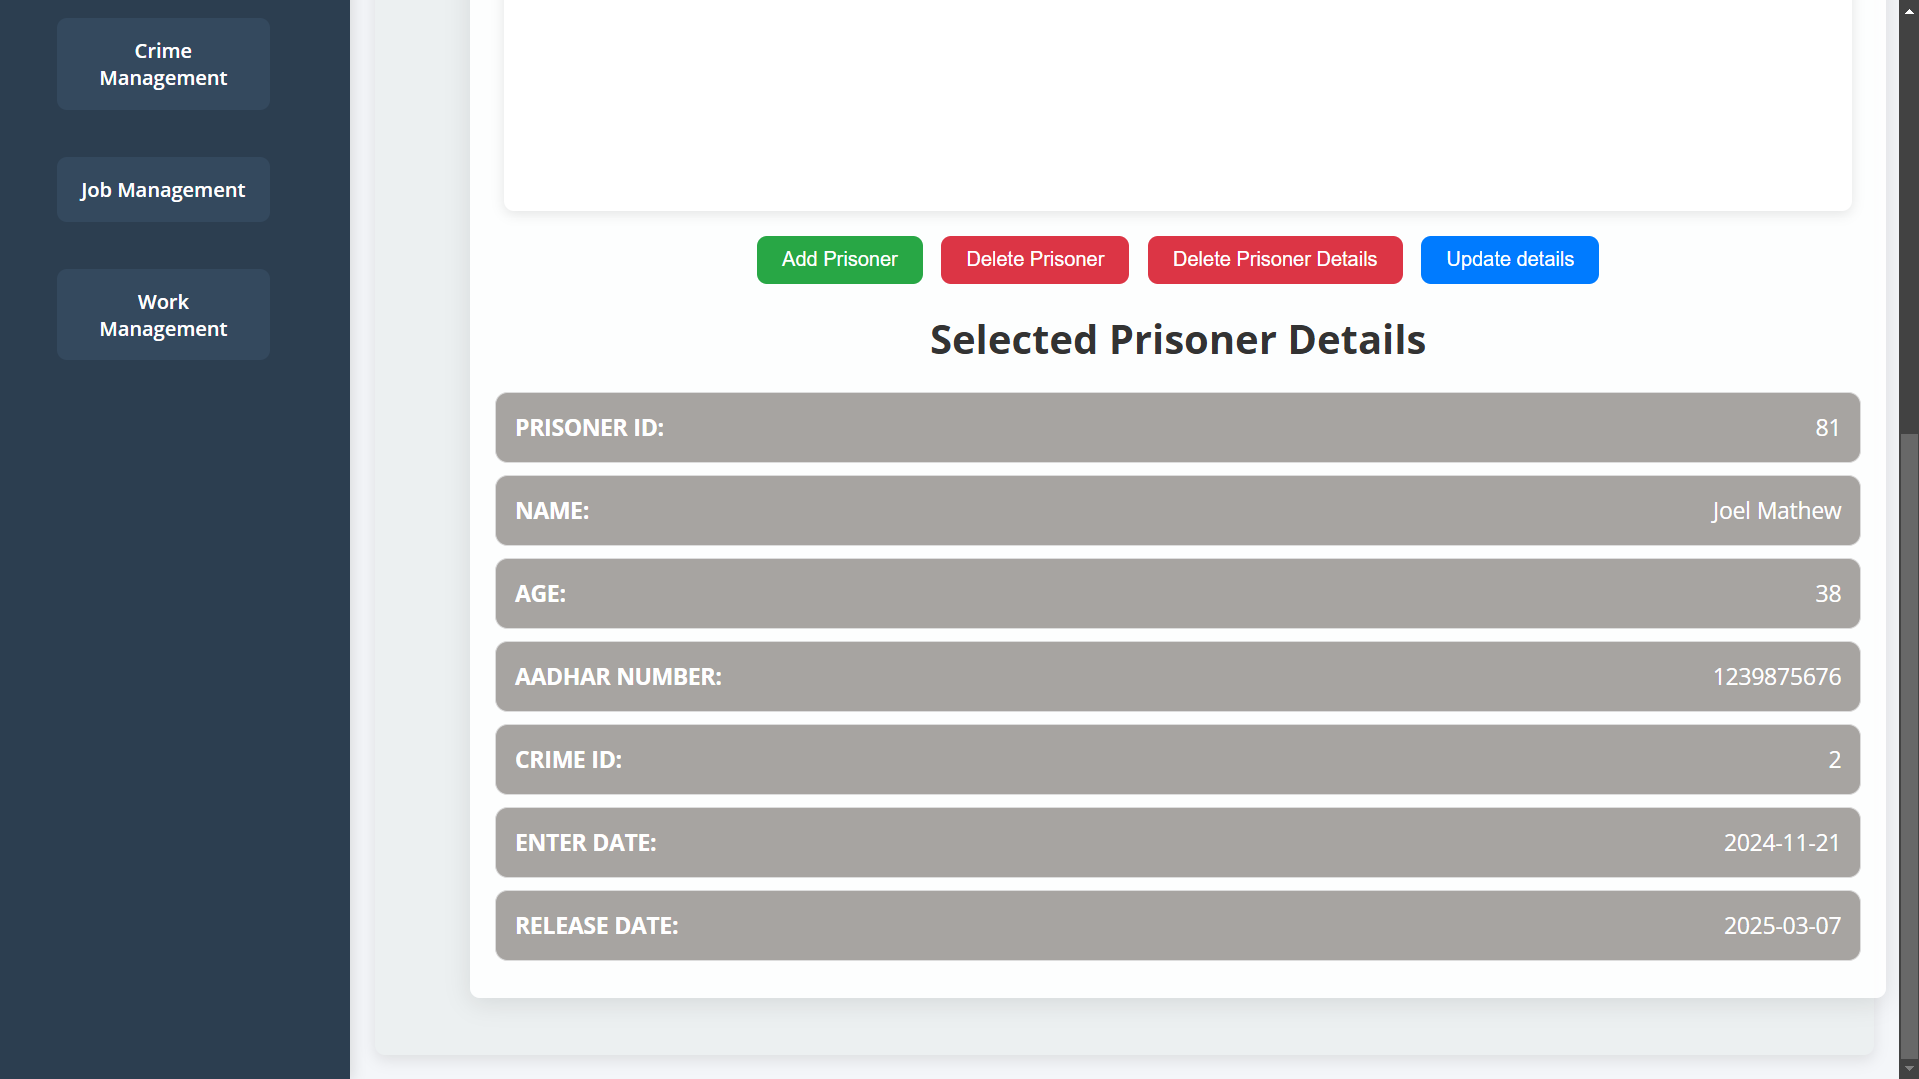 Crime
Management
Job Management
Work
Management
Add Prisoner
Delete Prisoner
Delete Prisoner Details
Update details
Selected Prisoner Details
PRISONER ID: 81
NAME: Joel Mathew
AGE: 38
AADHAR NUMBER: 1239875676
CRIME ID: 2
ENTER DATE: 2024-11-21
RELEASE DATE: 2025-03-07